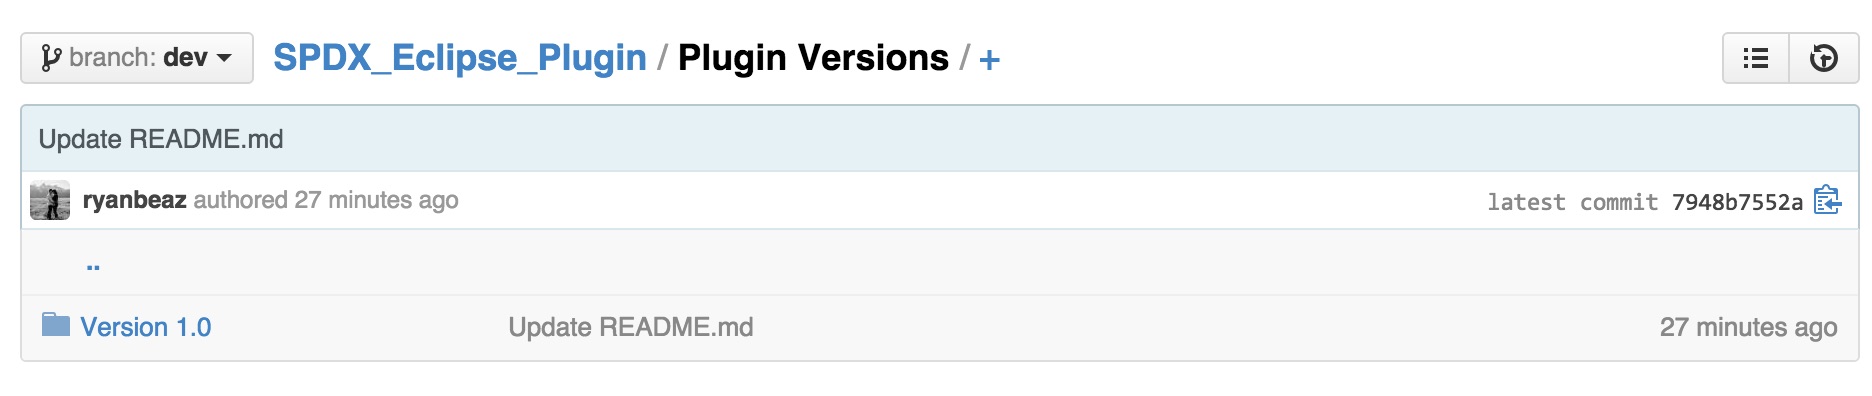 branch: dev SPDX_Eclipse_Plugin / Plugin Versions / +
Update README.md
ryanbeaz authored 27 minutes ago latest commit 7948b7552a
..
Version 1.0 Update README.md 27 minutes ago